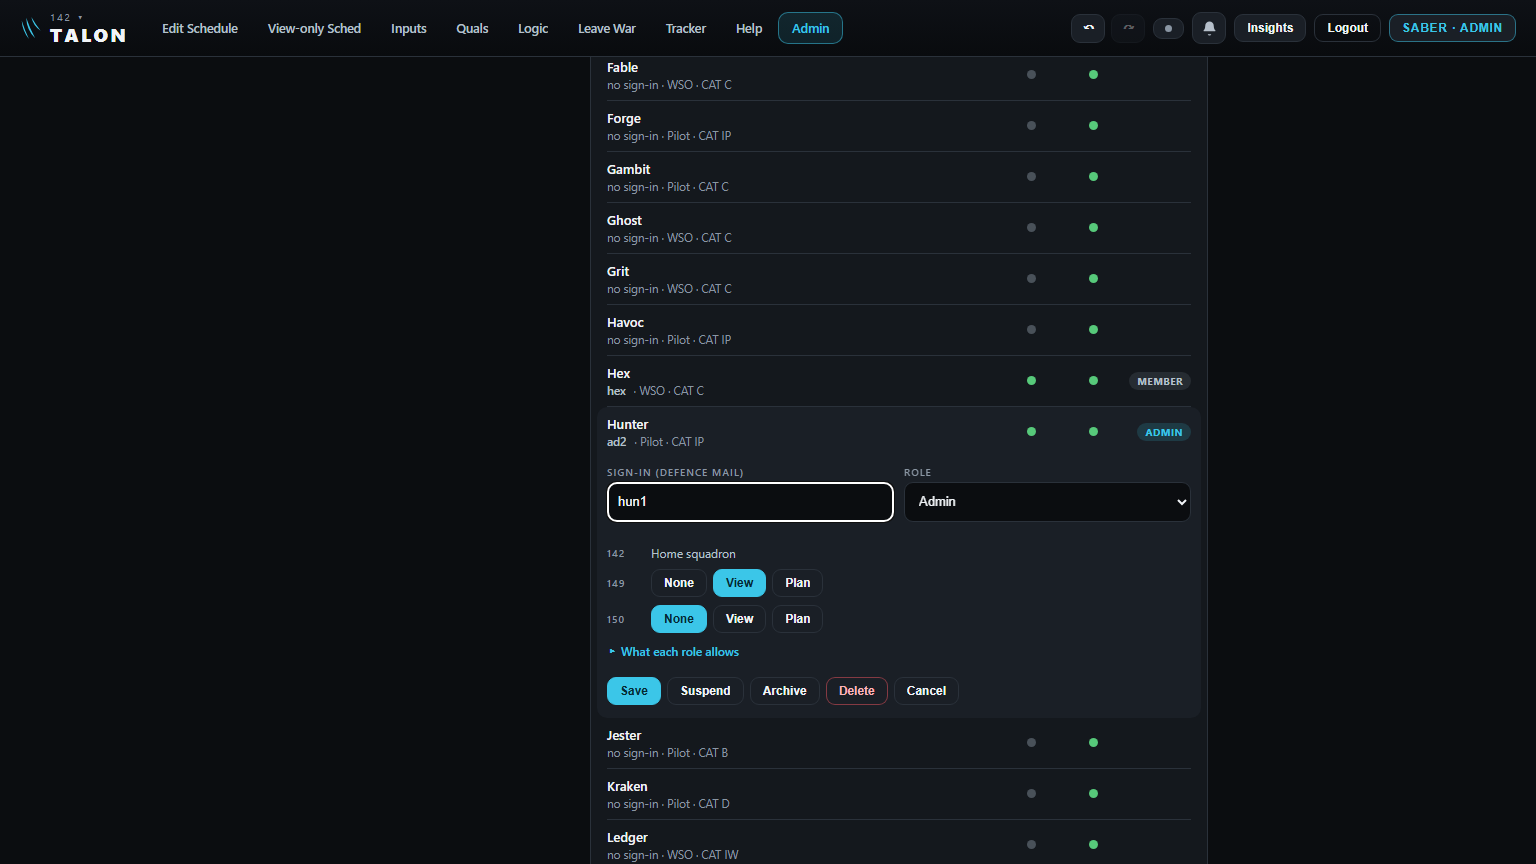 142 ▾
TALON
Edit Schedule
View-only Sched
Inputs
Quals
Logic
Leave War
Tracker
Help
Admin
Insights
Logout
SABER · ADMIN
Fable
no sign-in · WSO · CAT C
Forge
no sign-in · Pilot · CAT IP
Gambit
no sign-in · Pilot · CAT C
Ghost
no sign-in · WSO · CAT C
Grit
no sign-in · WSO · CAT C
Havoc
no sign-in · Pilot · CAT IP
Hex
hex · WSO · CAT C
MEMBER
Hunter
ad2 · Pilot · CAT IP
ADMIN
SIGN-IN (DEFENCE MAIL)
ROLE
hun1
Admin
142 Home squadron
149 None View Plan
150 None View Plan
▸ What each role allows
Save Suspend Archive Delete Cancel
Jester
no sign-in · Pilot · CAT B
Kraken
no sign-in · Pilot · CAT D
Ledger
no sign-in · WSO · CAT IW